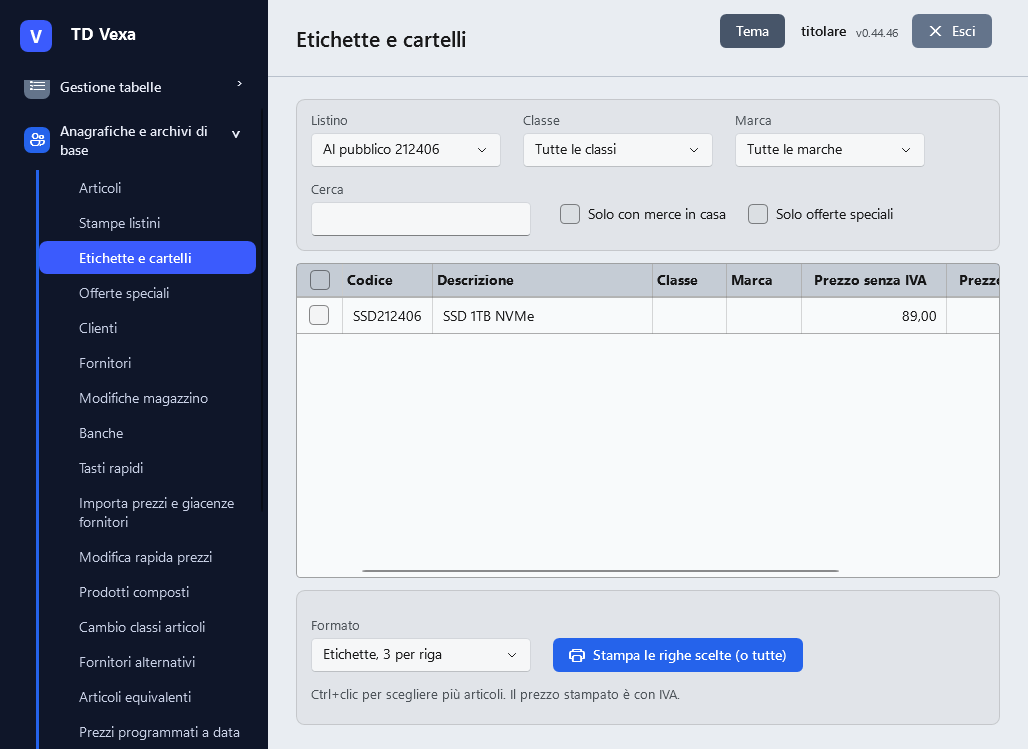 V
TD Vexa
Gestione tabelle
Anagrafiche e archivi di
base
Articoli
Stampe listini
Etichette e cartelli
Offerte speciali
Clienti
Fornitori
Modifiche magazzino
Banche
Tasti rapidi
Importa prezzi e giacenze
fornitori
Modifica rapida prezzi
Prodotti composti
Cambio classi articoli
Fornitori alternativi
Articoli equivalenti
Prezzi programmati a data
Etichette e cartelli
Tema titolare v0.44.46 Esci
Listino Classe Marca
Al pubblico 212406 Tutte le classi Tutte le marche
Cerca
Solo con merce in casa Solo offerte speciali
Codice Descrizione Classe Marca Prezzo senza IVA
SSD212406 SSD 1TB NVMe 89,00
Formato
Etichette, 3 per riga Stampa le righe scelte (o tutte)
Ctrl+clic per scegliere più articoli. Il prezzo stampato è con IVA.